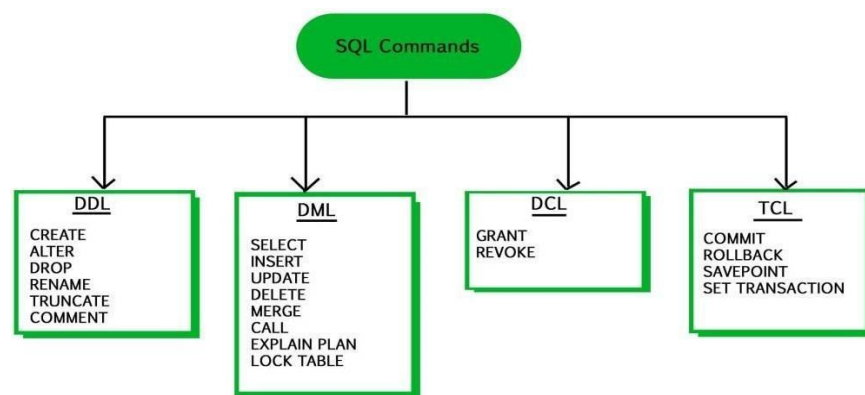 SQL Commands
DDL
CREATE
ALTER
DROP
RENAME
TRUNCATE
COMMENT
DML
SELECT
INSERT
UPDATE
DELETE
MERGE
CALL
EXPLAIN PLAN
LOCK TABLE
DCL
GRANT
REVOKE
TCL
COMMIT
ROLLBACK
SAVEPOINT
SET TRANSACTION